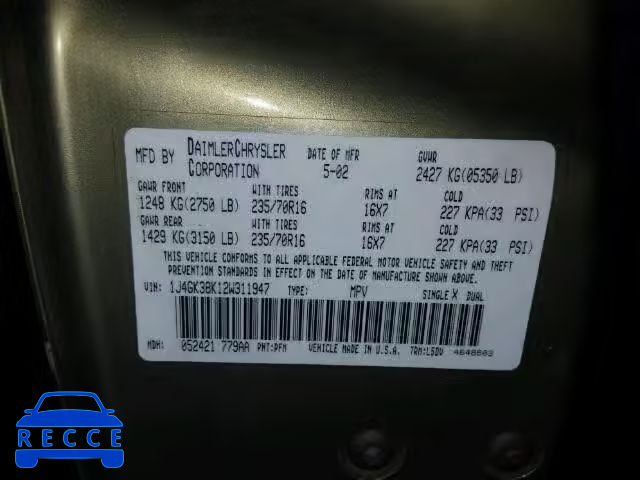 MFD BY DAIMLERCHRYSLER CORPORATION
DATE OF MFR 5-02
GVWR 2427 KG(05350 LB)
GAWR FRONT WITH TIRES RIMS AT COLD
1248 KG(2750 LB) 235/70R16 16X7 227 KPA(33 PSI)
GAWR REAR WITH TIRES RIMS AT COLD
1429 KG(3150 LB) 235/70R16 16X7 227 KPA(33 PSI)
THIS VEHICLE CONFORMS TO ALL APPLICABLE FEDERAL MOTOR VEHICLE SAFETY AND THEFT
PREVENTION STANDARDS IN EFFECT ON THE DATE OF MANUFACTURE SHOWN ABOVE.
VIN: 1J4GK38K12W311947 TYPE: MPV SINGLE X DUAL
MDH: 052421 779AA PNT:PFN VEHICLE MADE IN U.S.A. TRM:L5DV 4648503
RECCE